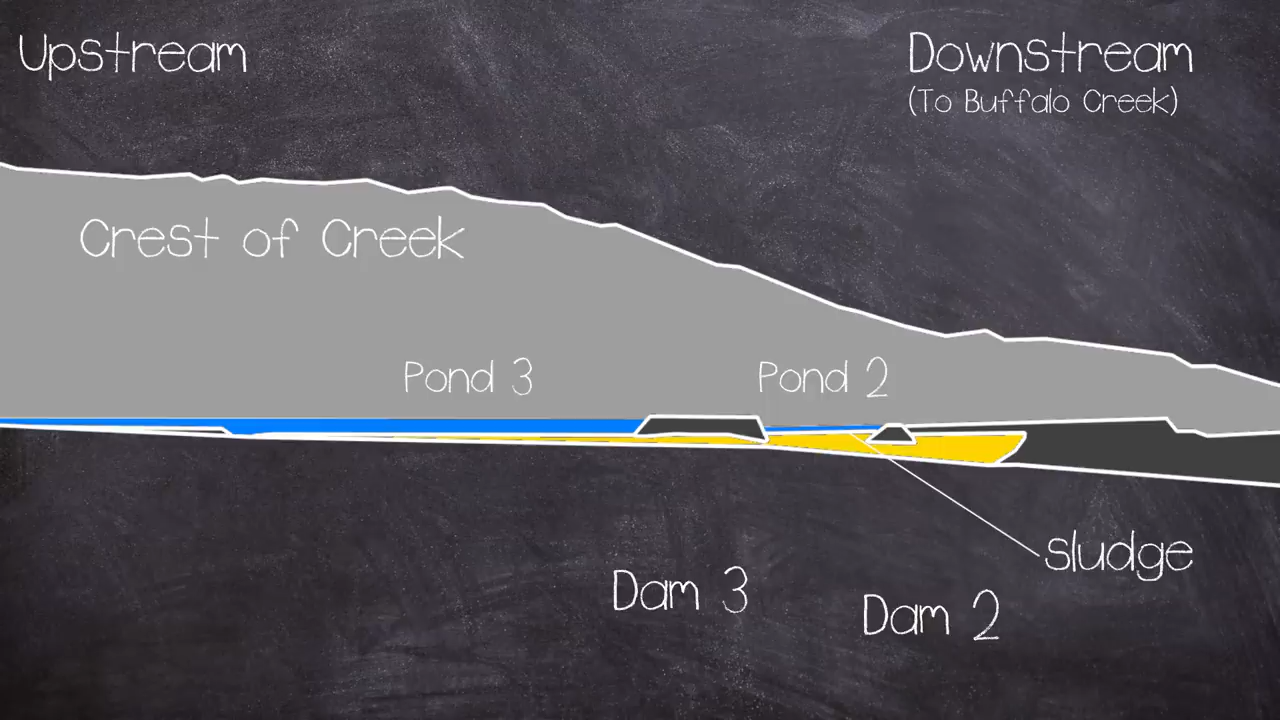 Upstream
Downstream
(To Buffalo Creek)
Crest of Creek
Pond 3
Pond 2
sludge
Dam 3
Dam 2